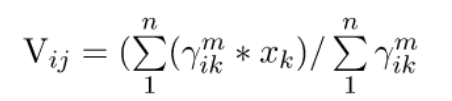 V_{ij} = (\sum_{1}^{n} (\gamma_{ik}^{m} * x_k) / \sum_{1}^{n} \gamma_{ik}^{m}